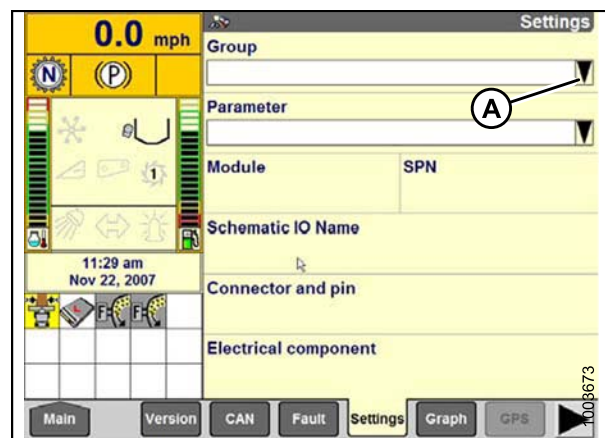 0.0 mph
N
(P)
1
11:29 am
Nov 22, 2007
L
F
F
Settings
Group
A
Parameter
Module
SPN
Schematic IO Name
Connector and pin
Electrical component
Main
Version
CAN
Fault
Settings
Graph
GPS
1003673